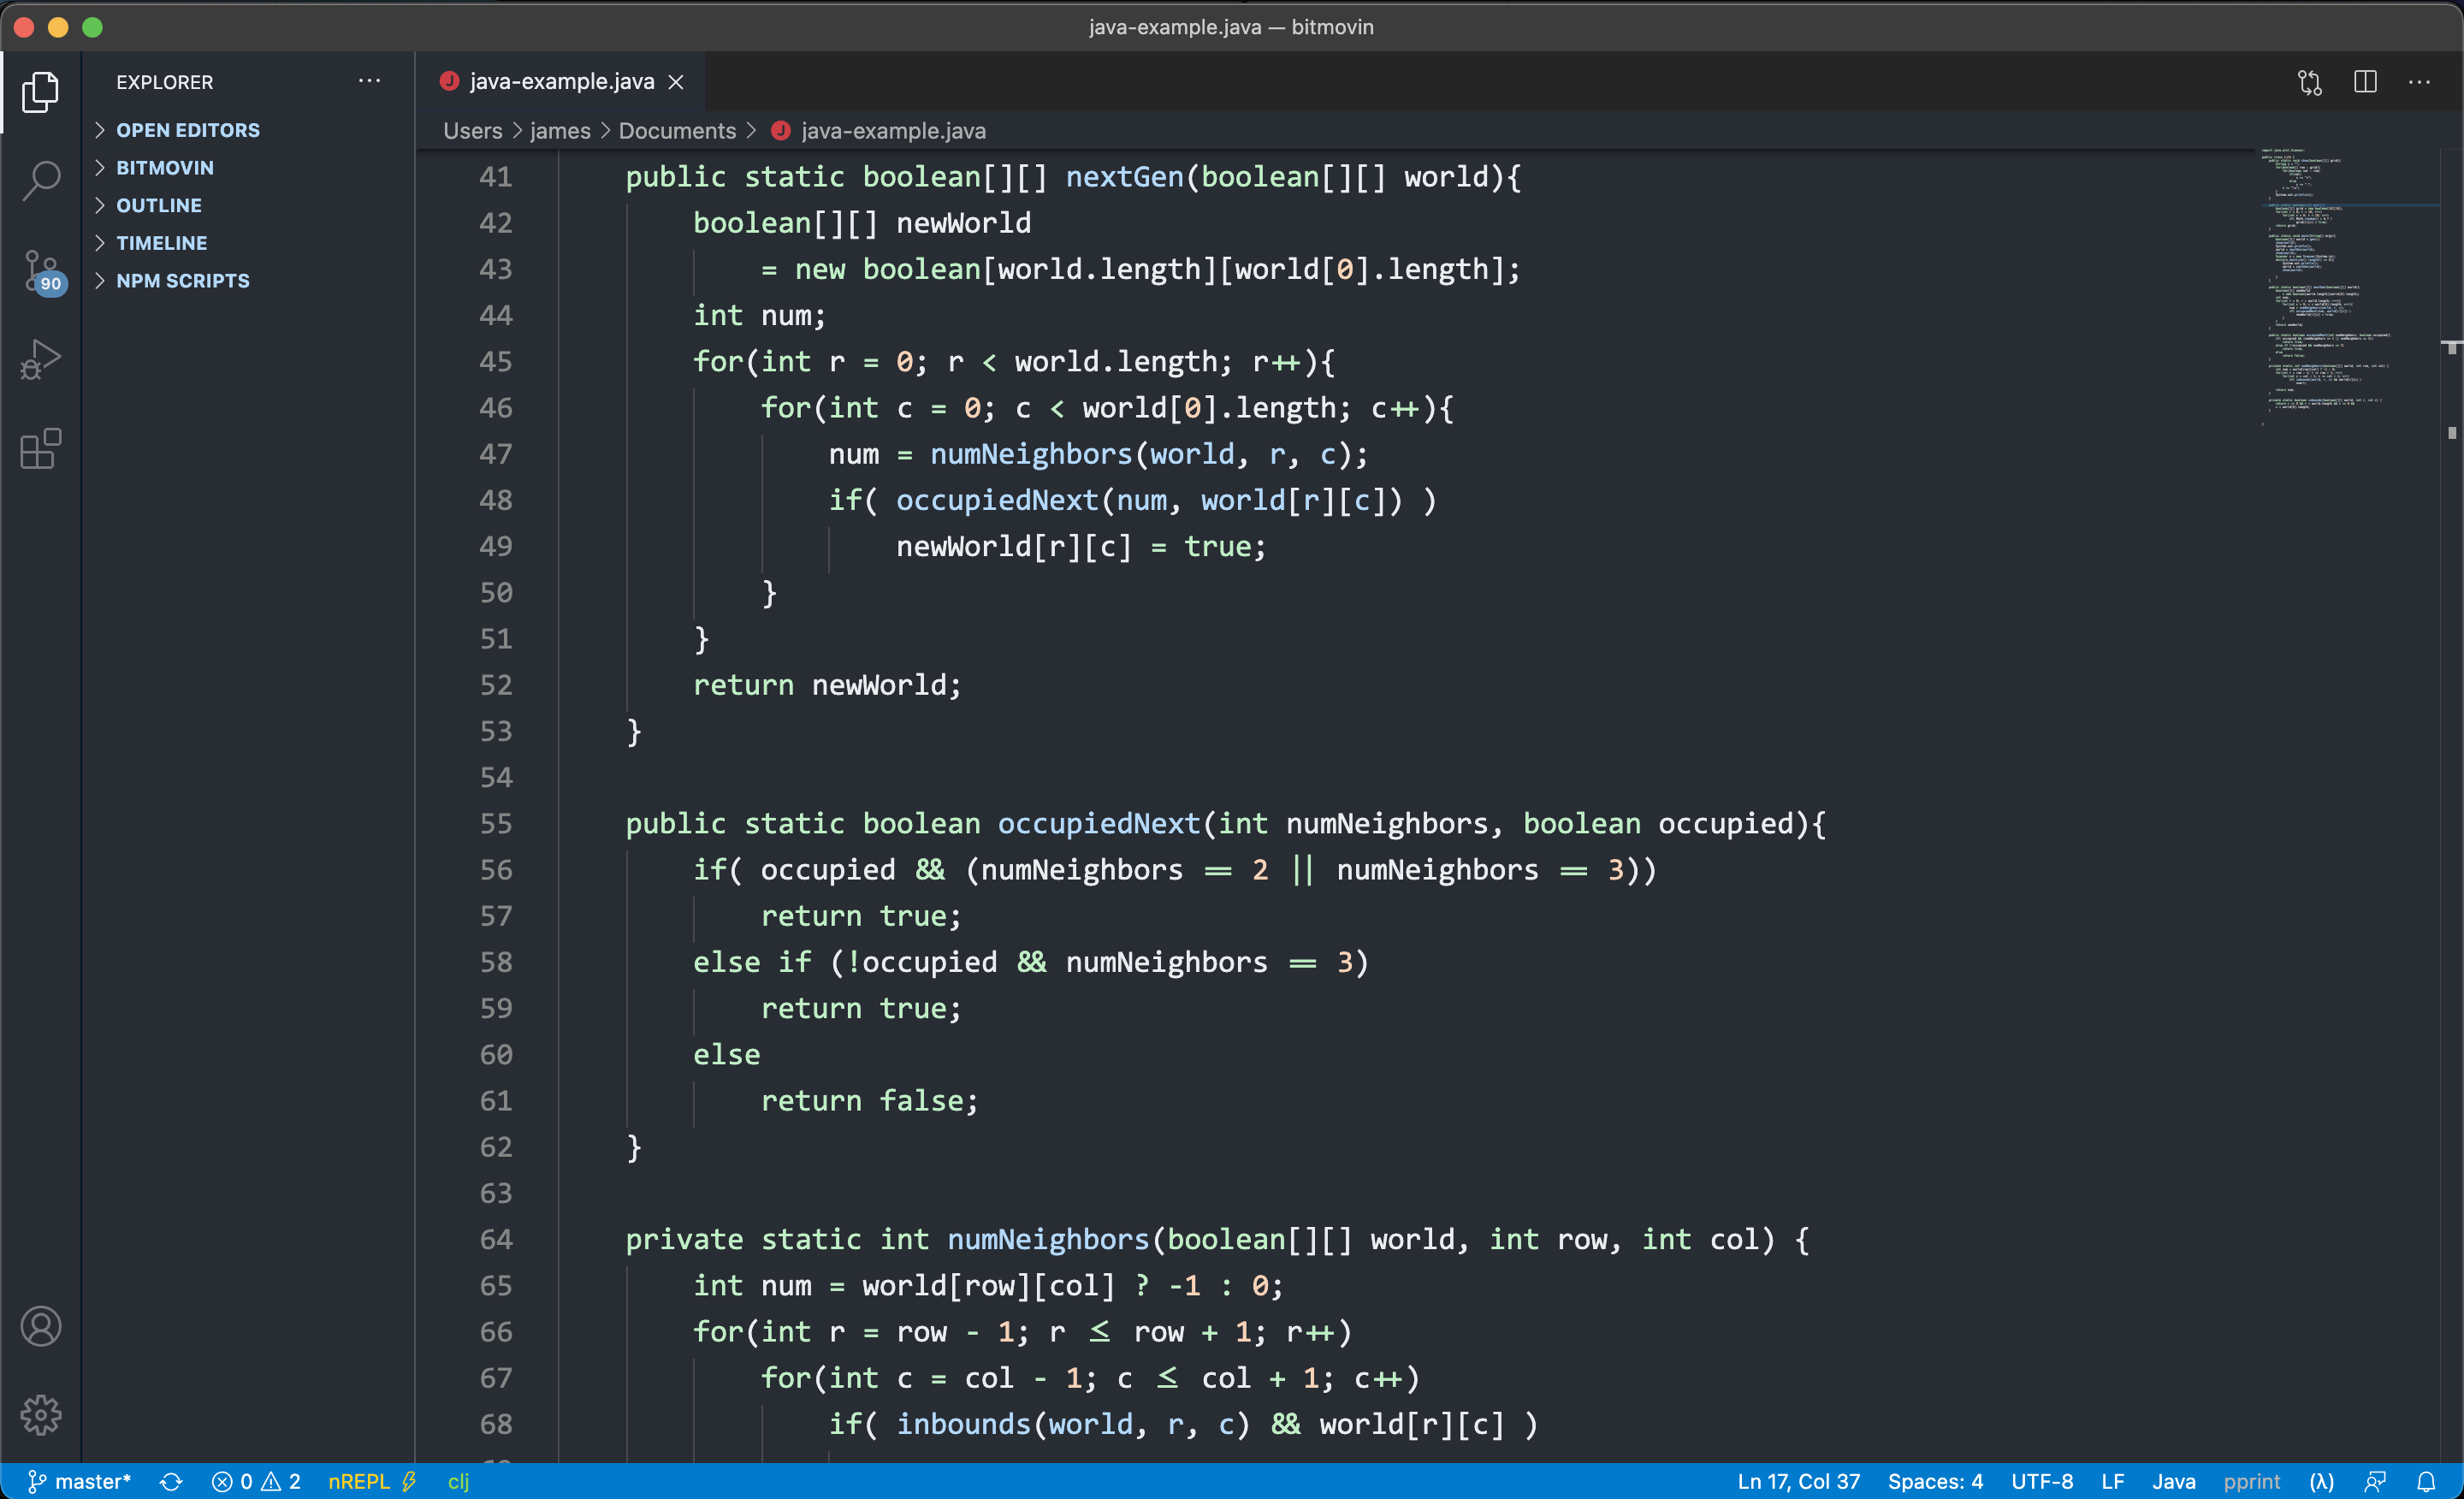 java-example.java — bitmovin
EXPLORER
OPEN EDITORS
BITMOVIN
OUTLINE
TIMELINE
NPM SCRIPTS
90
java-example.java
Users > james > Documents > java-example.java
41 public static boolean[][] nextGen(boolean[][] world){
42 boolean[][] newWorld
43 = new boolean[world.length][world[0].length];
44 int num;
45 for(int r = 0; r < world.length; r++){
46 for(int c = 0; c < world[0].length; c++){
47 num = numNeighbors(world, r, c);
48 if( occupiedNext(num, world[r][c]) )
49 newWorld[r][c] = true;
50 }
51 }
52 return newWorld;
53 }
54
55 public static boolean occupiedNext(int numNeighbors, boolean occupied){
56 if( occupied && (numNeighbors == 2 || numNeighbors == 3))
57 return true;
58 else if (!occupied && numNeighbors == 3)
59 return true;
60 else
61 return false;
62 }
63
64 private static int numNeighbors(boolean[][] world, int row, int col) {
65 int num = world[row][col] ? -1 : 0;
66 for(int r = row - 1; r <= row + 1; r++)
67 for(int c = col - 1; c <= col + 1; c++)
68 if( inbounds(world, r, c) && world[r][c] )
master* 0 2 nREPL clj Ln 17, Col 37 Spaces: 4 UTF-8 LF Java pprint (λ)